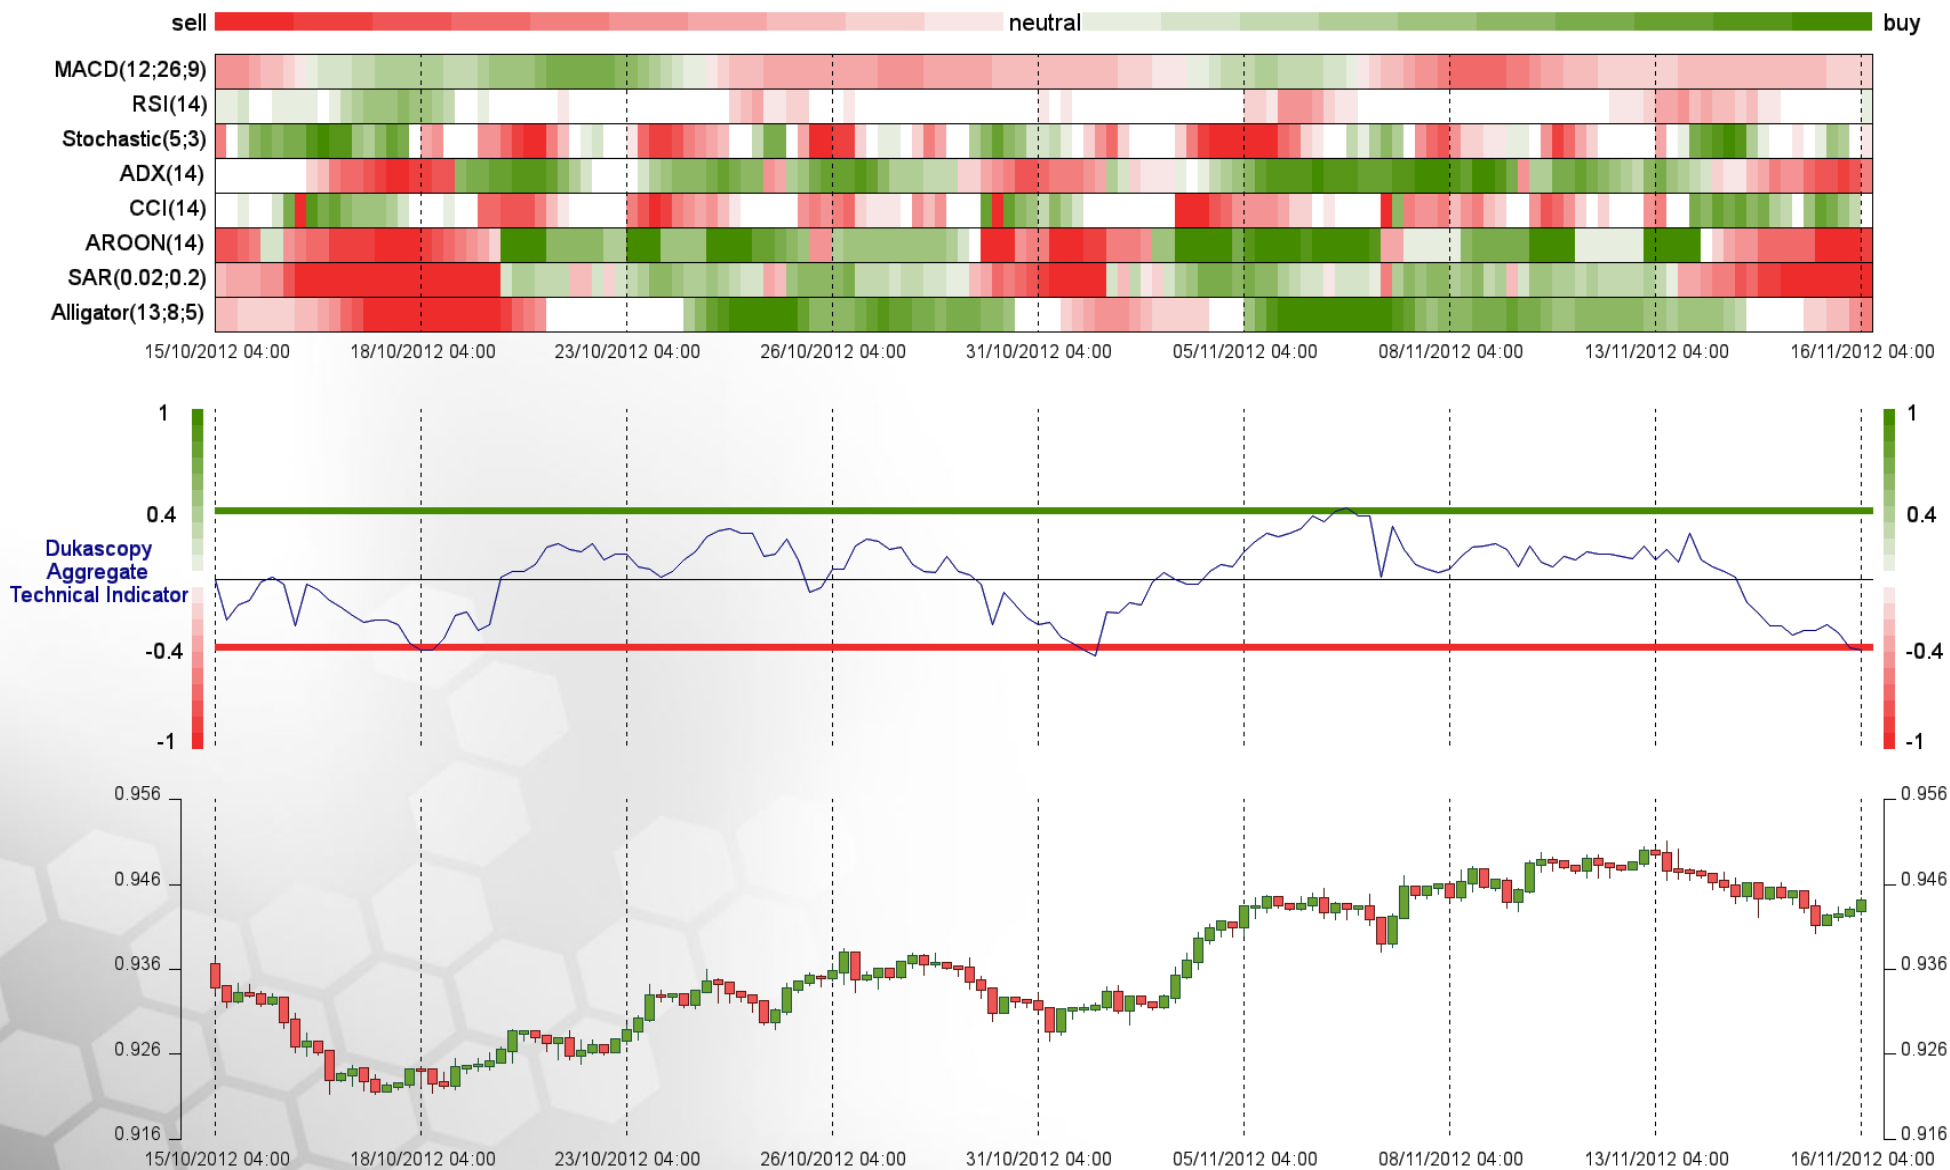 sell neutral buy
MACD(12;26;9)
RSI(14)
Stochastic(5;3)
ADX(14)
CCI(14)
AROON(14)
SAR(0.02;0.2)
Alligator(13;8;5)
15/10/2012 04:00 18/10/2012 04:00 23/10/2012 04:00 26/10/2012 04:00 31/10/2012 04:00 05/11/2012 04:00 08/11/2012 04:00 13/11/2012 04:00 16/11/2012 04:00
1 1
0.4 0.4
Dukascopy
Aggregate
Technical Indicator
-0.4 -0.4
-1 -1
0.956 0.956
0.946 0.946
0.936 0.936
0.926 0.926
0.916 0.916
15/10/2012 04:00 18/10/2012 04:00 23/10/2012 04:00 26/10/2012 04:00 31/10/2012 04:00 05/11/2012 04:00 08/11/2012 04:00 13/11/2012 04:00 16/11/2012 04:00